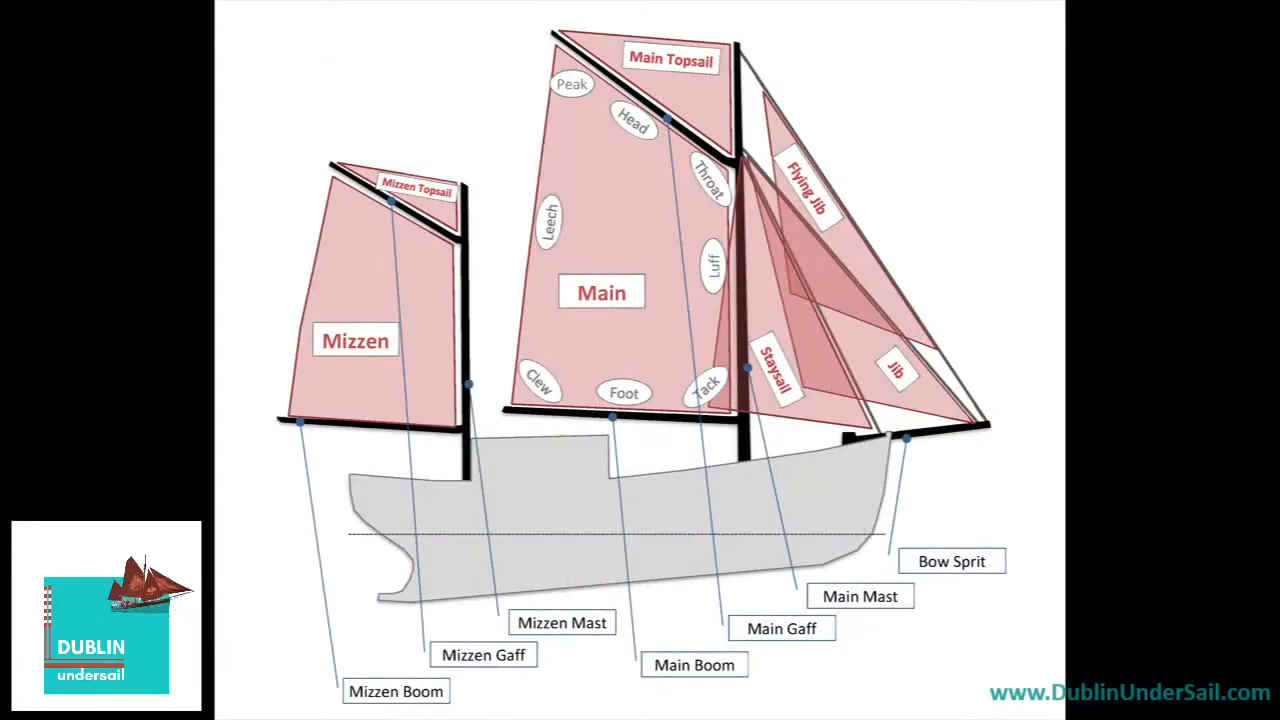 Main Topsail
Peak
Head
Throat
Flying Jib
Mizzen Topsail
Leech
Luff
Main
Mizzen
Staysail
Jib
Clew
Foot
Tack
Bow Sprit
Main Mast
Mizzen Mast
Main Gaff
Mizzen Gaff
Main Boom
Mizzen Boom
DUBLIN
undersail
www.DublinUnderSail.com